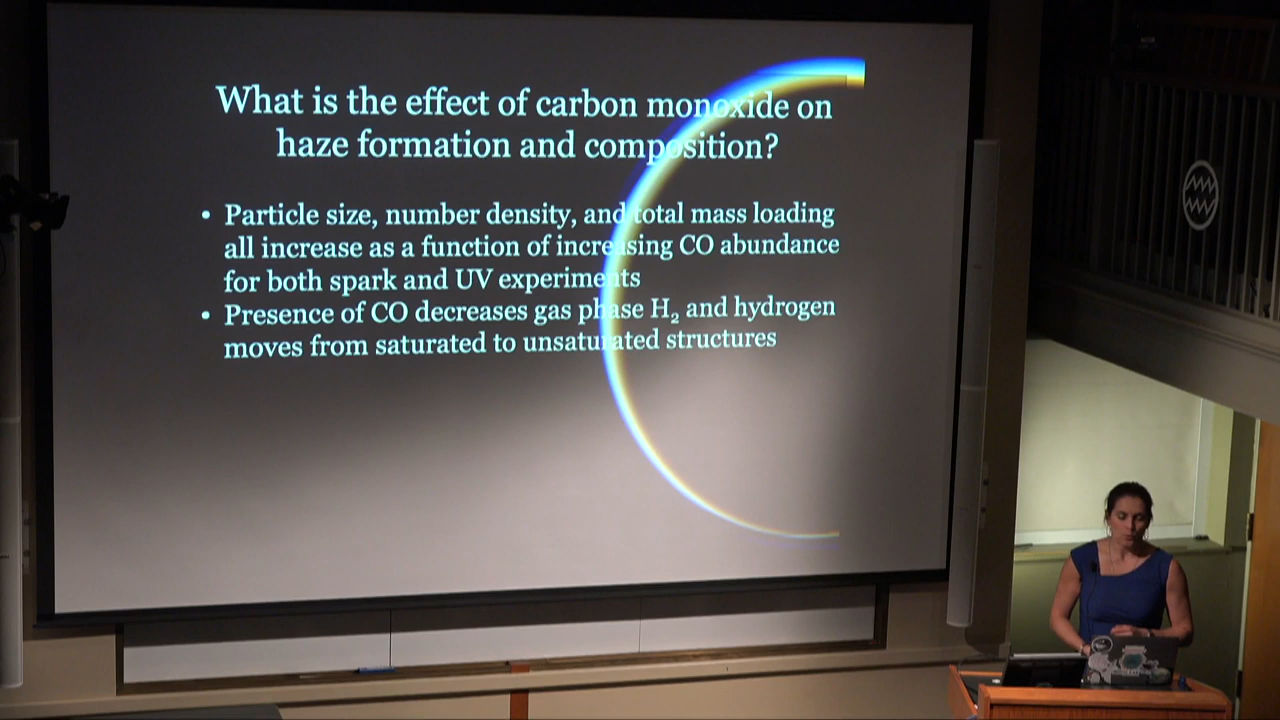 What is the effect of carbon monoxide on
haze formation and composition?
• Particle size, number density, and total mass loading
all increase as a function of increasing CO abundance
for both spark and UV experiments
• Presence of CO decreases gas phase H₂ and hydrogen
moves from saturated to unsaturated structures